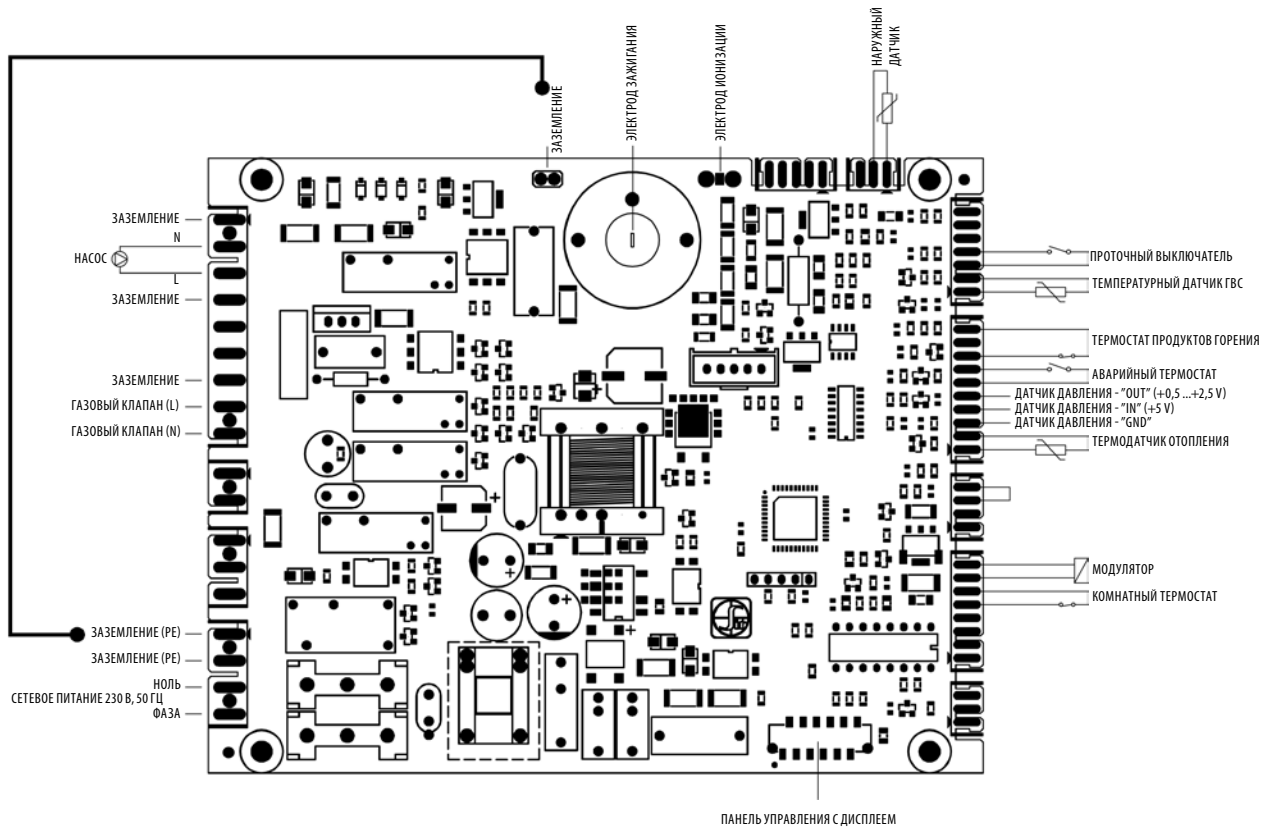 ЗАЗЕМЛЕНИЕ
ЭЛЕКТРОД ЗАЖИГАНИЯ
ЭЛЕКТРОД ИОНИЗАЦИИ
НАРУЖНЫЙ
ДАТЧИК
ЗАЗЕМЛЕНИЕ
N
НАСОС
L
ЗАЗЕМЛЕНИЕ
ЗАЗЕМЛЕНИЕ
ГАЗОВЫЙ КЛАПАН (L)
ГАЗОВЫЙ КЛАПАН (N)
ЗАЗЕМЛЕНИЕ (PE)
ЗАЗЕМЛЕНИЕ (PE)
НОЛЬ
СЕТЕВОЕ ПИТАНИЕ 230 В, 50 ГЦ
ФАЗА
ПРОТОЧНЫЙ ВЫКЛЮЧАТЕЛЬ
ТЕМПЕРАТУРНЫЙ ДАТЧИК ГВС
ТЕРМОСТАТ ПРОДУКТОВ ГОРЕНИЯ
АВАРИЙНЫЙ ТЕРМОСТАТ
ДАТЧИК ДАВЛЕНИЯ - "OUT" (+0,5 ...+2,5 V)
ДАТЧИК ДАВЛЕНИЯ - "IN" (+5 V)
ДАТЧИК ДАВЛЕНИЯ - "GND"
ТЕРМОДАТЧИК ОТОПЛЕНИЯ
МОДУЛЯТОР
КОМНАТНЫЙ ТЕРМОСТАТ
ПАНЕЛЬ УПРАВЛЕНИЯ С ДИСПЛЕЕМ